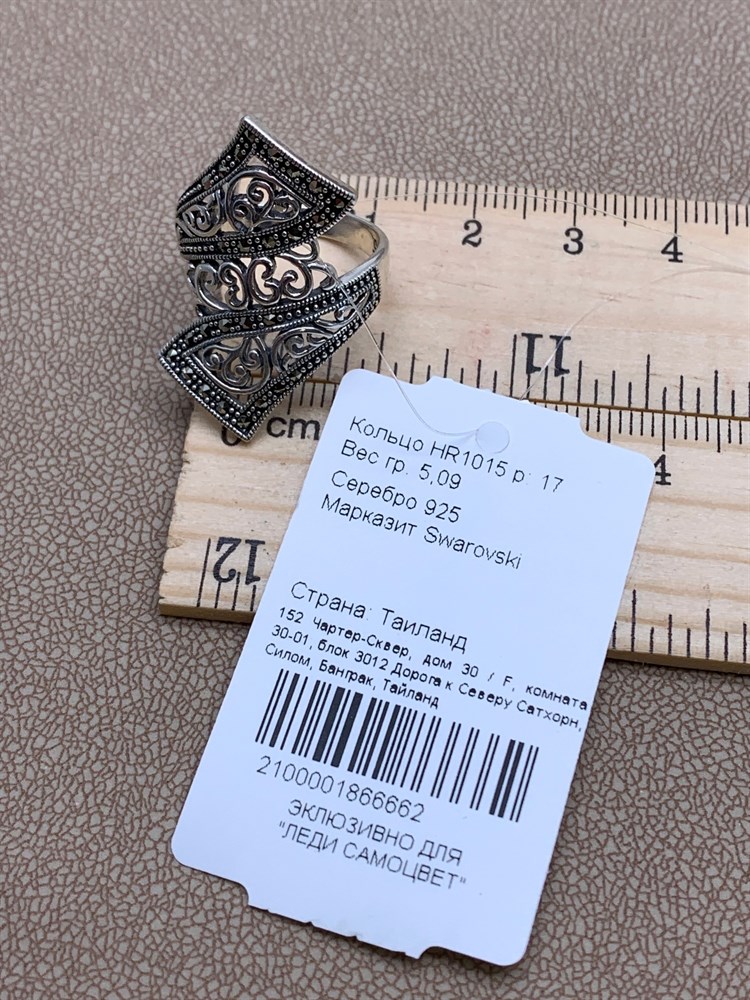 1 2 3 4
11
0 cm
4
12
Кольцо HR1015 р: 17
Вес гр. 5,09
Серебро 925
Марказит Swarovski
Страна: Таиланд
152 Чартер-Сквер, дом 30 / F, комната
30-01, блок 3012 Дорога к Северу Сатхорн,
Силом, Банграк, Тайланд
2100001866662
ЭКЛЮЗИВНО ДЛЯ
"ЛЕДИ САМОЦВЕТ"